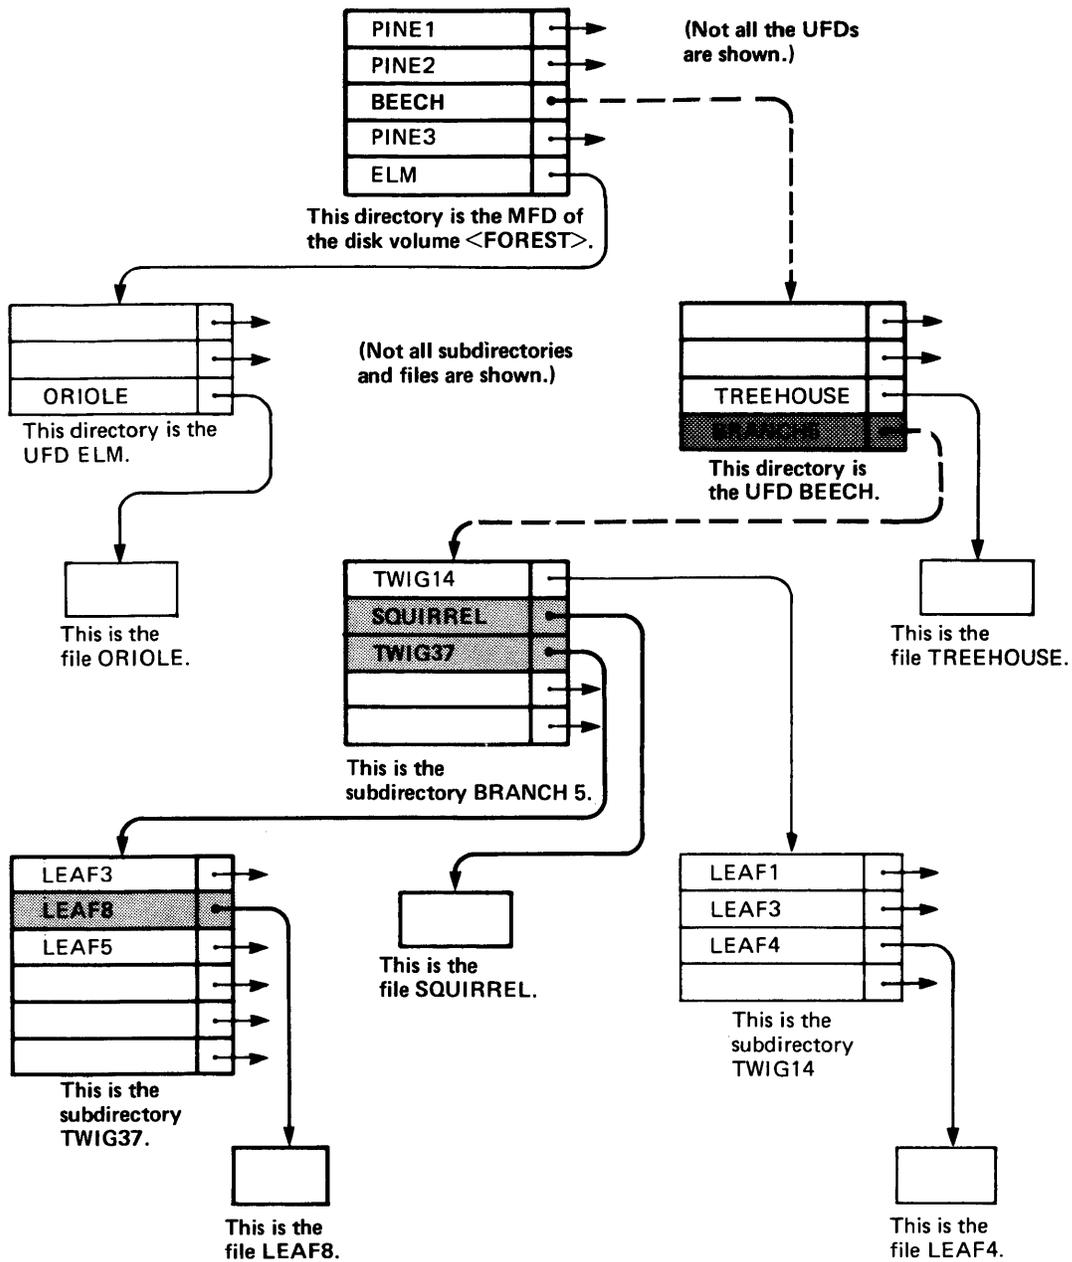 PINE1
PINE2
BEECH
PINE3
ELM
(Not all the UFDs
are shown.)
This directory is the MFD of
the disk volume <FOREST>.
ORIOLE
This directory is the
UFD ELM.
(Not all subdirectories
and files are shown.)
TREEHOUSE
BRANCH5
This directory is
the UFD BEECH.
This is the
file ORIOLE.
TWIG14
SQUIRREL
TWIG37
This is the
subdirectory BRANCH 5.
This is the
file TREEHOUSE.
LEAF3
LEAF8
LEAF5
This is the
subdirectory
TWIG37.
This is the
file SQUIRREL.
LEAF1
LEAF3
LEAF4
This is the
subdirectory
TWIG14
This is the
file LEAF8.
This is the
file LEAF4.